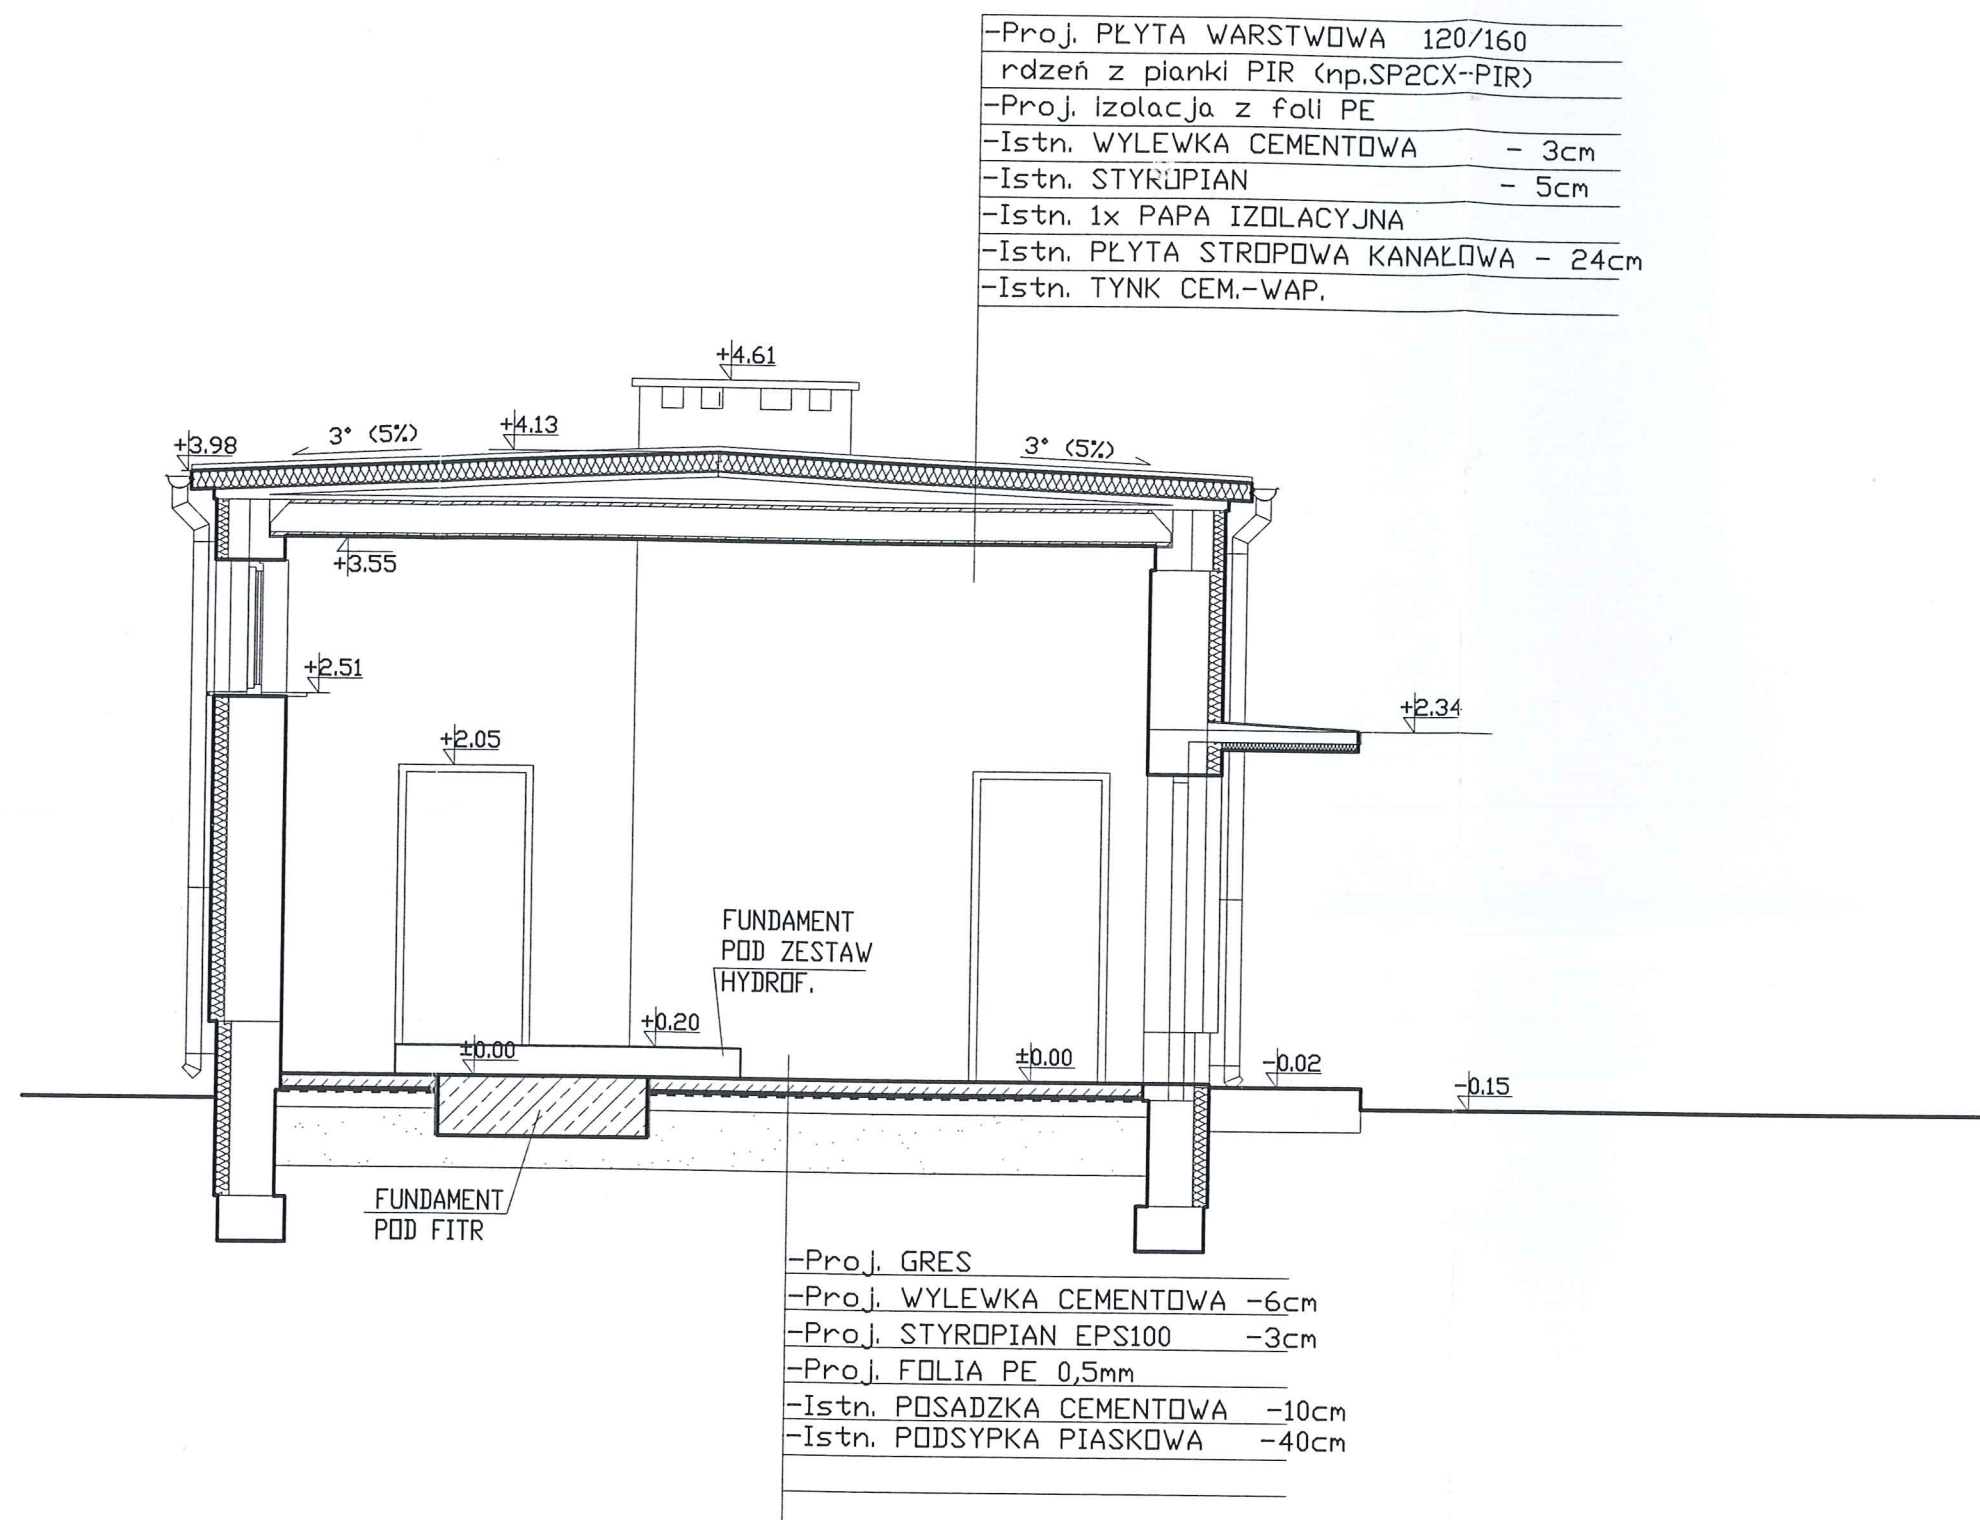 -Proj. PŁYTA WARSTWOWA 120/160
rdzeń z pianki PIR (np.SP2CX-PIR)
-Proj. izolacja z foli PE
-Istn. WYLEWKA CEMENTOWA - 3cm
-Istn. STYROPIAN - 5cm
-Istn. 1x PAPA IZOLACYJNA
-Istn. PŁYTA STROPOWA KANAŁOWA - 24cm
-Istn. TYNK CEM.-WAP.
+4.61
+4.13
3° (5%)
+3.98
3° (5%)
+3.55
+2.51
+2.34
+2.05
FUNDAMENT
POD ZESTAW
HYDROF.
+0.20
±0.00
±0.00
-0.02
-0.15
FUNDAMENT
POD FITR
-Proj. GRES
-Proj. WYLEWKA CEMENTOWA -6cm
-Proj. STYROPIAN EPS100 -3cm
-Proj. FOLIA PE 0,5mm
-Istn. POSADZKA CEMENTOWA -10cm
-Istn. PODSYPKA PIASKOWA -40cm